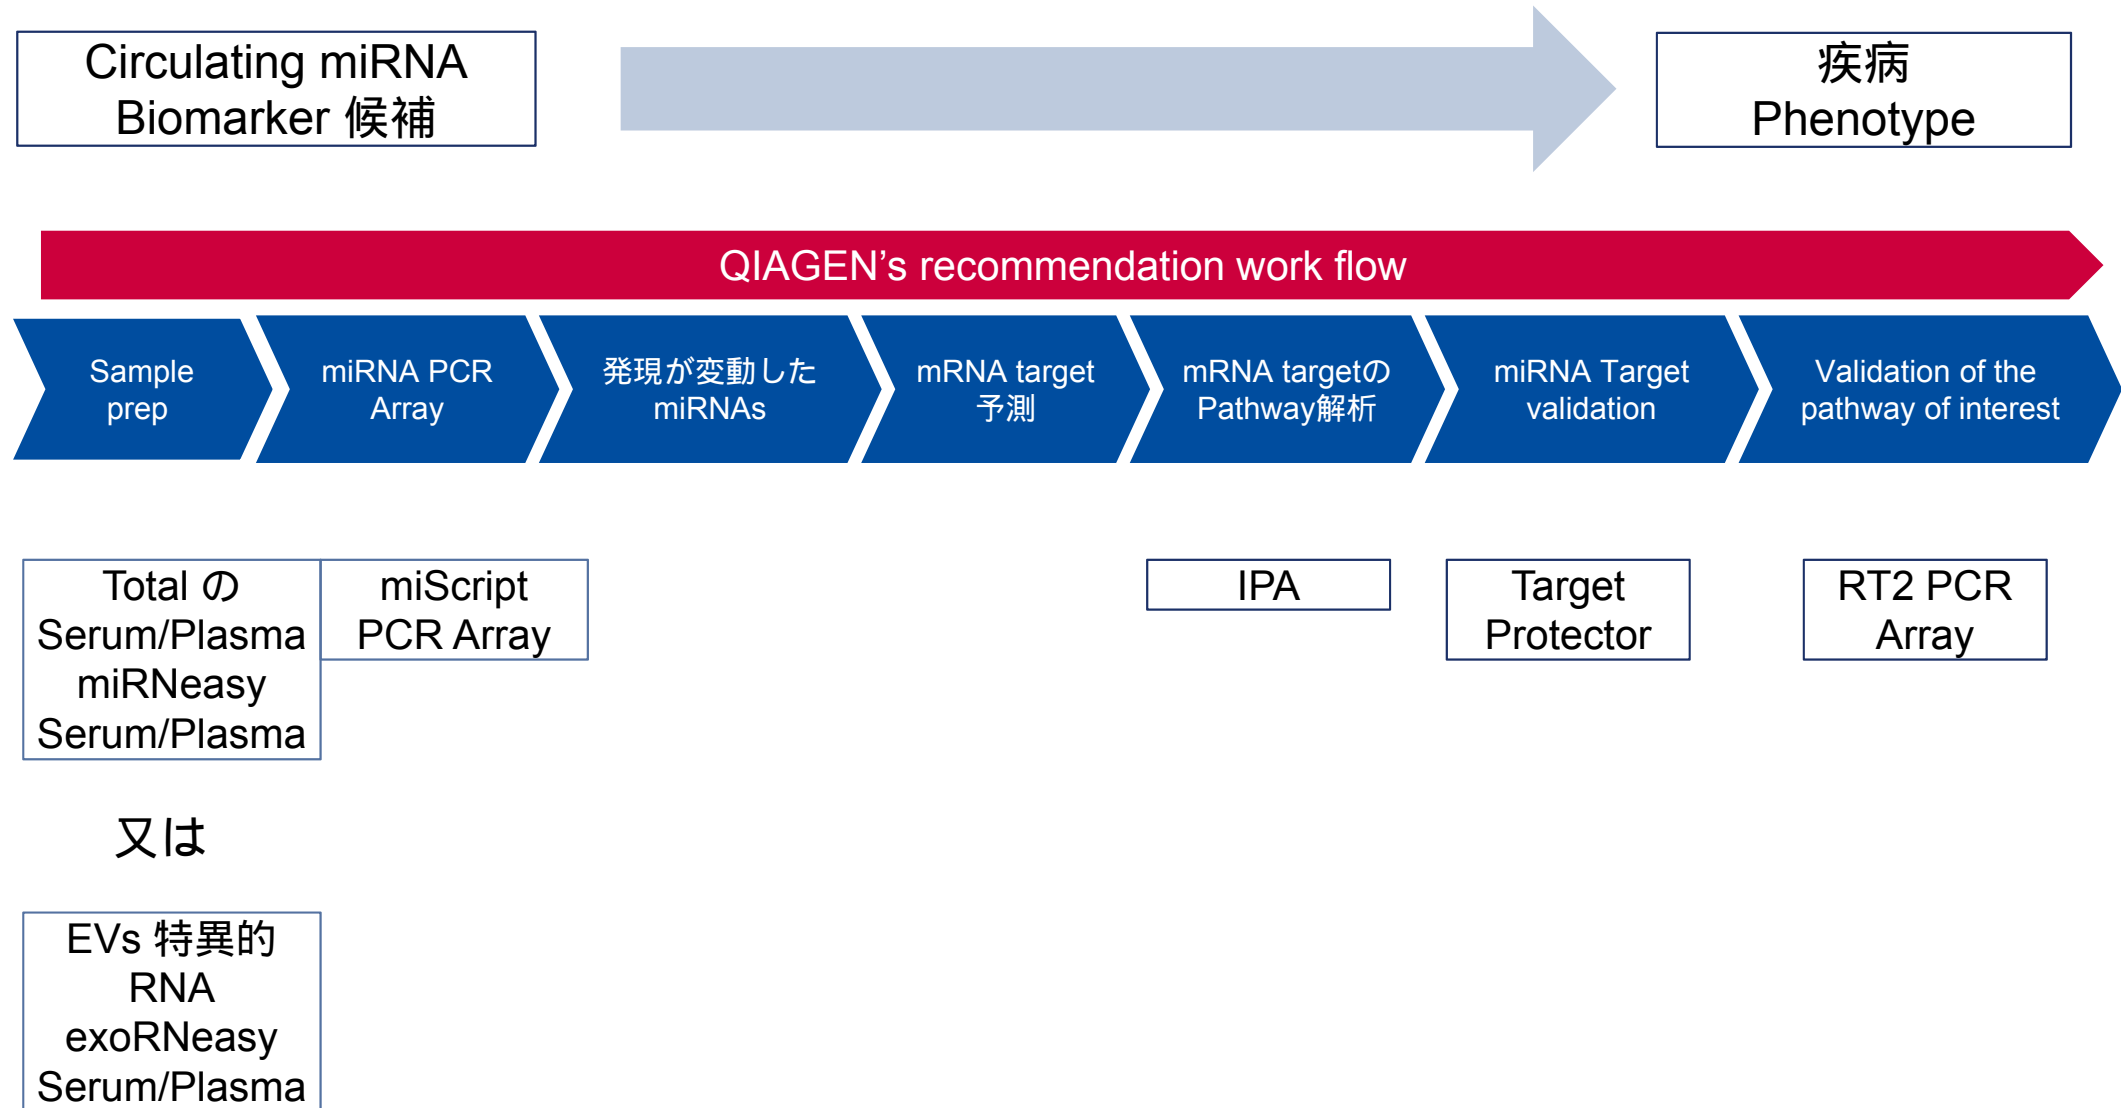 Circulating miRNA
Biomarker 候補
疾病
Phenotype
QIAGEN’s recommendation work flow
Sample
prep
miRNA PCR
Array
発現が変動した
miRNAs
mRNA target
予測
mRNA targetの
Pathway解析
miRNA Target
validation
Validation of the
pathway of interest
Total の
Serum/Plasma
miRNeasy
Serum/Plasma
miScript
PCR Array
IPA
Target
Protector
RT2 PCR
Array
又は
EVs 特異的
RNA
exoRNeasy
Serum/Plasma